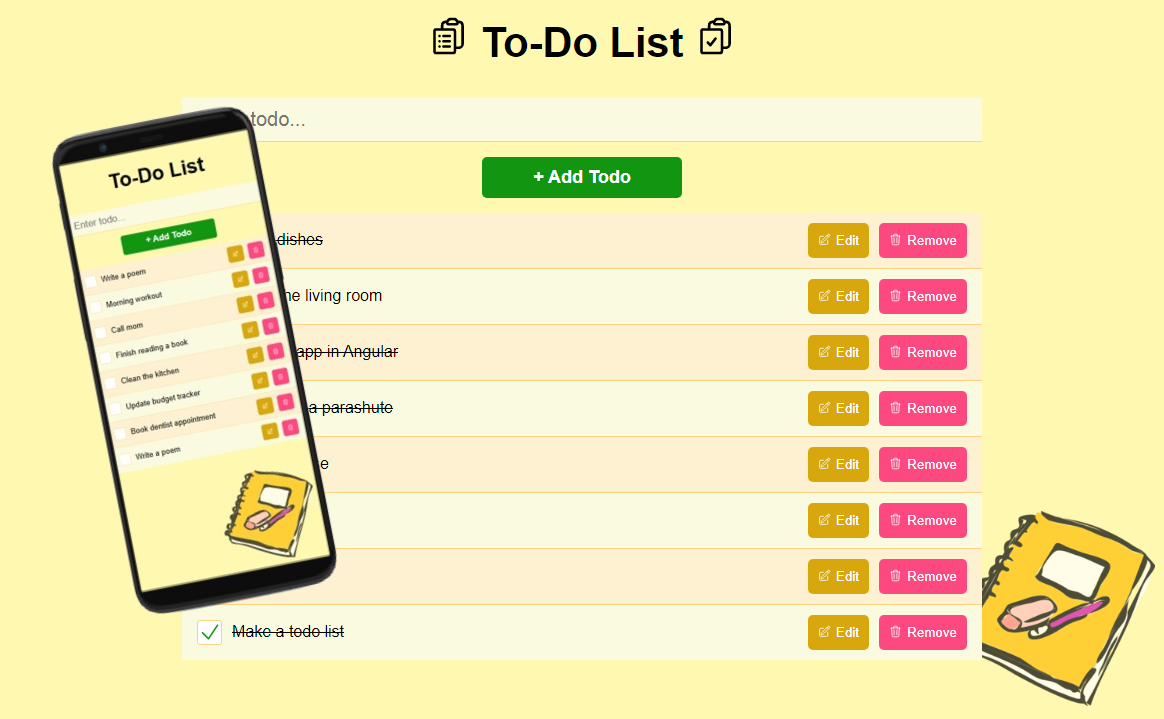 To-Do List
todo...
+ Add Todo
dishes
Edit Remove
he living room
Edit Remove
app in Angular
Edit Remove
a parashute
Edit Remove
e
Edit Remove
Edit Remove
Edit Remove
Make a todo list
Edit Remove
To-Do List
Enter todo...
+ Add Todo
Write a poem
Morning workout
Call mom
Finish reading a book
Clean the kitchen
Update budget tracker
Book dentist appointment
Write a poem